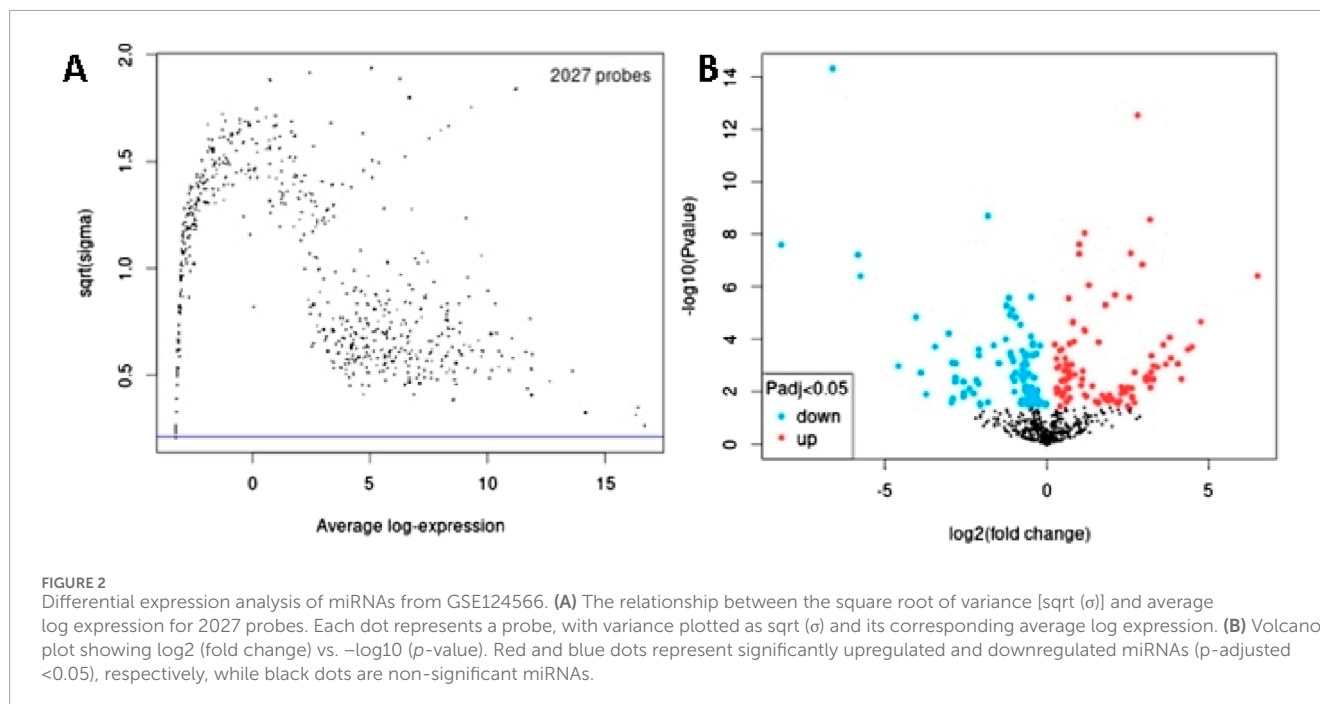 A
2027 probes
sqrt(sigma)
2.0
1.5
1.0
0.5
0 5 10 15
Average log-expression
B
-log10(Pvalue)
14
12
10
8
6
4
2
0
Padj<0.05
down
up
-5 0 5
log2(fold change)
FIGURE 2
Differential expression analysis of miRNAs from GSE124566. (A) The relationship between the square root of variance [sqrt (σ)] and average
log expression for 2027 probes. Each dot represents a probe, with variance plotted as sqrt (σ) and its corresponding average log expression. (B) Volcano
plot showing log2 (fold change) vs. –log10 (p-value). Red and blue dots represent significantly upregulated and downregulated miRNAs (p-adjusted
<0.05), respectively, while black dots are non-significant miRNAs.